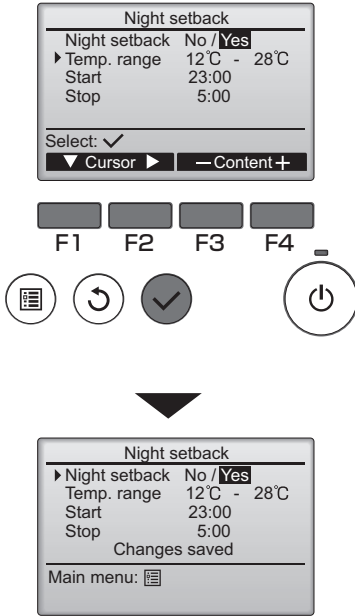 Night setback
Night setback No / Yes
Temp. range 12℃ - 28℃
Start 23:00
Stop 5:00
Select: ✓
▼ Cursor ▶ — Content +
F1 F2 F3 F4
Night setback
Night setback No / Yes
Temp. range 12℃ - 28℃
Start 23:00
Stop 5:00
Changes saved
Main menu: